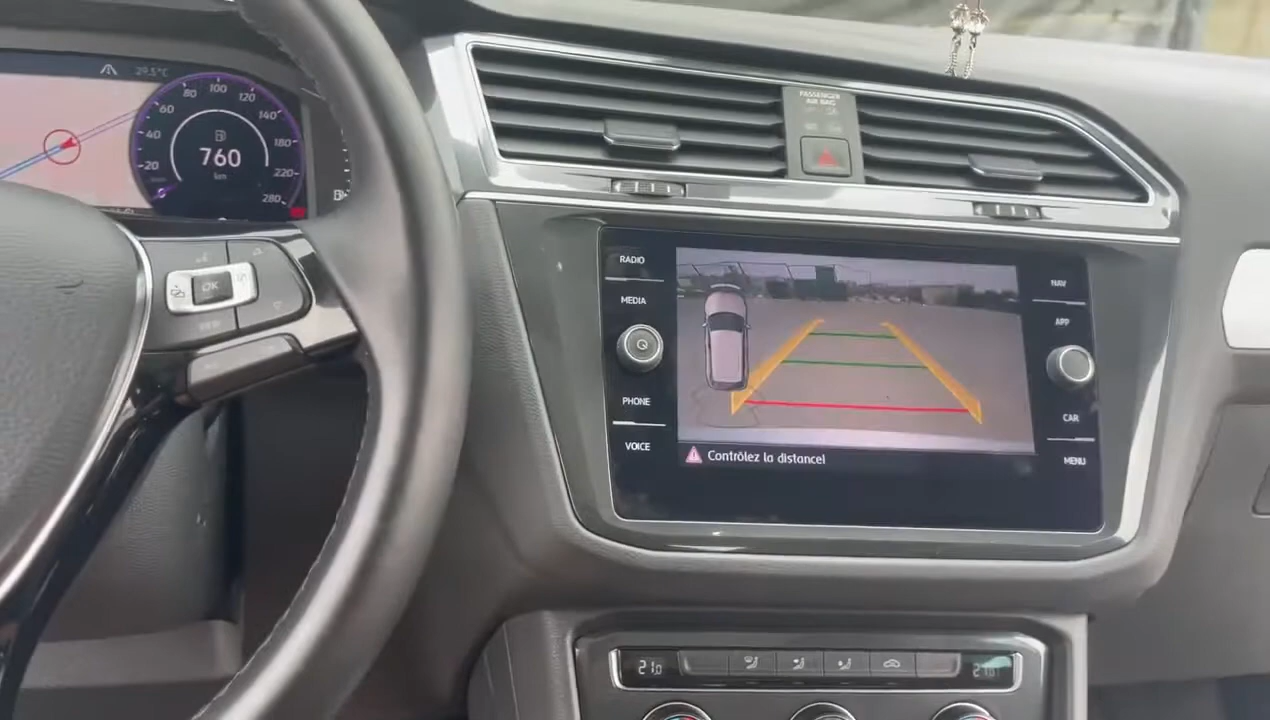 29.5°C
20
40
60
80
100
120
140
180
220
280
760
km
OK
VIEW
PASSENGER
AIR BAG
RADIO
MEDIA
PHONE
VOICE
NAV
APP
CAR
MENU
Contrôlez la distance!
21.0
21.0